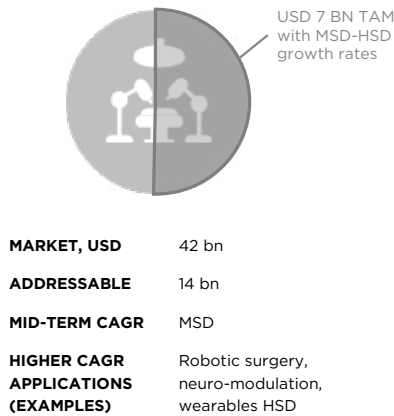 USD 7 BN TAM
with MSD-HSD
growth rates
MARKET, USD 42 bn
ADDRESSABLE 14 bn
MID-TERM CAGR MSD
HIGHER CAGR Robotic surgery,
APPLICATIONS neuro-modulation,
(EXAMPLES) wearables HSD